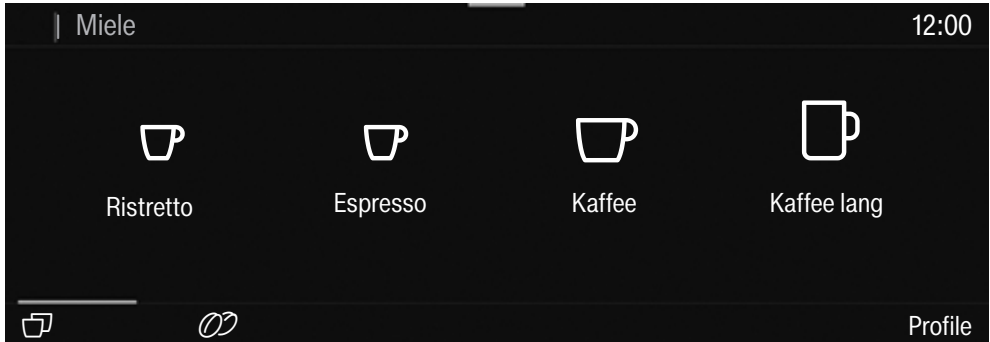 Miele
12:00
Ristretto
Espresso
Kaffee
Kaffee lang
Profile